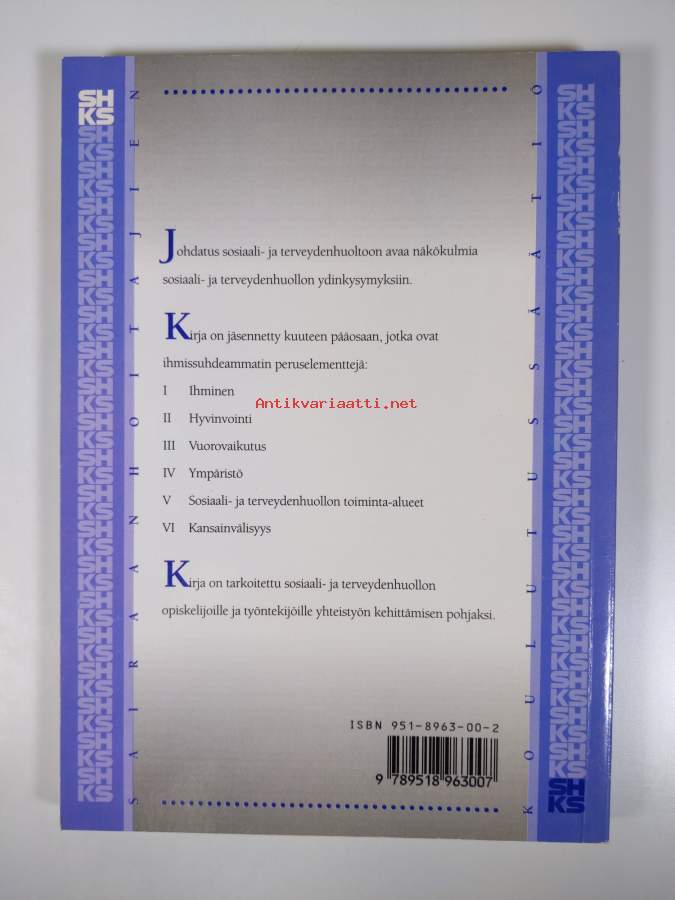 SH
KS
SAIRAANHOITAJIEN
KOULUTUSSÄÄTIÖ
Johdatus sosiaali- ja terveydenhuoltoon avaa näkökulmia
sosiaali- ja terveydenhuollon ydinkysymyksiin.
Kirja on jäsennetty kuuteen pääosaan, jotka ovat
ihmissuhdeammatin peruselementtejä:
I Ihminen
Antikvariaatti.net
II Hyvinvointi
III Vuorovaikutus
IV Ympäristö
V Sosiaali- ja terveydenhuollon toiminta-alueet
VI Kansainvälisyys
Kirja on tarkoitettu sosiaali- ja terveydenhuollon
opiskelijoille ja työntekijöille yhteistyön kehittämisen pohjaksi.
ISBN 951-8963-00-2
9 789518 963007
SH
KS